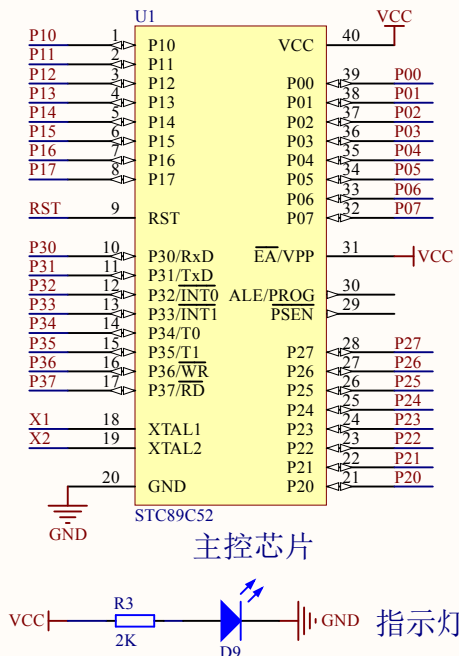 U1
P10 1 P10 VCC 40 VCC
P11 2 P11
P12 3 P12 P00 39 P00
P13 4 P13 P01 38 P01
P14 5 P14 P02 37 P02
P15 6 P15 P03 36 P03
P16 7 P16 P04 35 P04
P17 8 P17 P05 34 P05
P06 33 P06
RST 9 RST P07 32 P07
P30 10 P30/RxD EA/VPP 31 VCC
P31 11 P31/TxD
P32 12 P32/INT0 ALE/PROG 30
P33 13 P33/INT1 PSEN 29
P34 14 P34/T0
P35 15 P35/T1 P27 28 P27
P36 16 P36/WR P26 27 P26
P37 17 P37/RD P25 26 P25
P24 25 P24
X1 18 XTAL1 P23 24 P23
X2 19 XTAL2 P22 23 P22
P21 22 P21
20 GND P20 21 P20
GND
STC89C52
主控芯片
VCC R3 2K D9 GND 指示灯